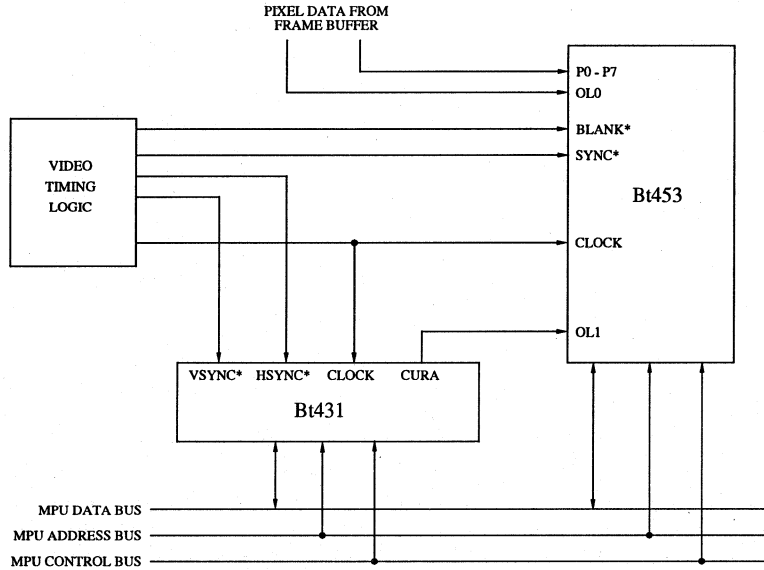 PIXEL DATA FROM
FRAME BUFFER
P0 - P7
OL0
BLANK*
SYNC*
VIDEO
TIMING
LOGIC
Bt453
CLOCK
OL1
VSYNC* HSYNC* CLOCK CURA
Bt431
MPU DATA BUS
MPU ADDRESS BUS
MPU CONTROL BUS